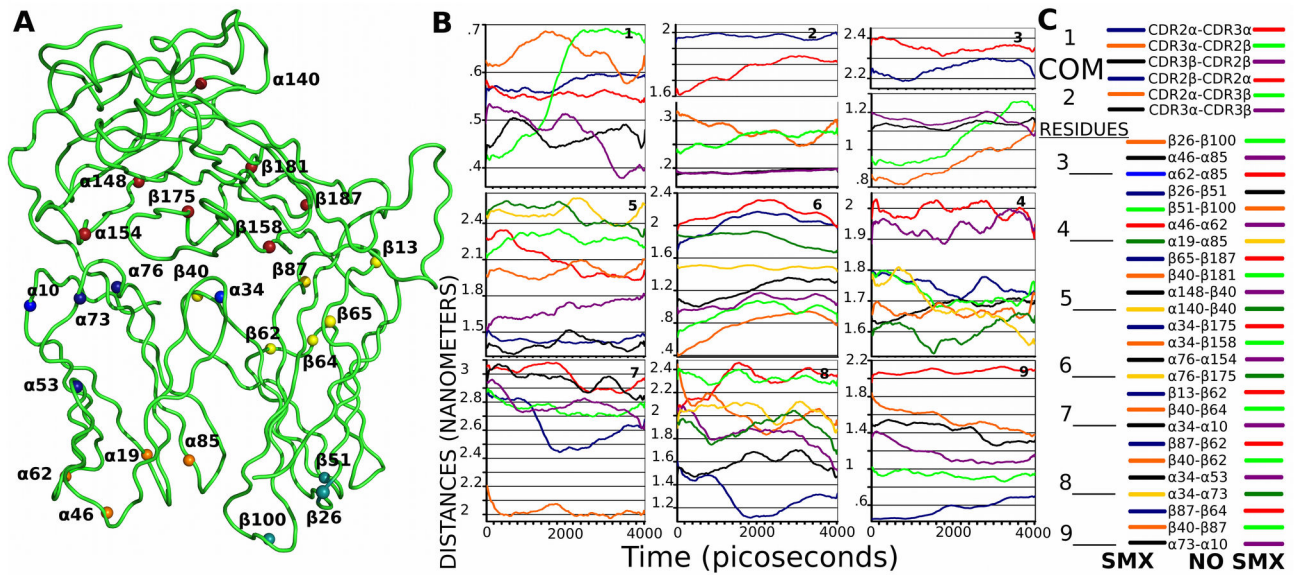 A
α140
α148
β181
β175
β187
α154
β158
β13
α76
β40
β87
α10
α34
α73
β65
β62
β64
α53
α85
α19
β51
α62
α46
β100
β26
B
DISTANCES (NANOMETERS)
.7
.6
.5
.4
1
2
1.6
.3
.2
2
2.4
2.2
3
1.2
1
.8
2.4
2.1
1.8
1.5
5
2.4
2
1.6
1.2
.8
.4
6
2
1.9
1.8
1.7
1.6
4
3
2.8
2.6
2.4
2.2
2
7
2.4
2.2
2
1.8
1.6
1.4
1.2
8
2.2
1.8
1.4
1
.6
9
0 2000 4000
0 2000 4000
0 2000 4000
Time (picoseconds)
C
1
COM
2
CDR2α-CDR3α
CDR3α-CDR2β
CDR3β-CDR2β
CDR2β-CDR2α
CDR2α-CDR3β
CDR3α-CDR3β
RESIDUES
3
4
5
6
7
8
9
β26-β100
α46-α85
α62-α85
β26-β51
β51-β100
α46-α62
α19-α85
β65-β187
β40-β181
α148-β40
α140-β40
α34-β175
α34-β158
α76-α154
α76-β175
β13-β62
β40-β64
α34-α10
β87-β62
β40-β62
α34-α53
α34-α73
β87-β64
β40-β87
α73-α10
SMX NO SMX